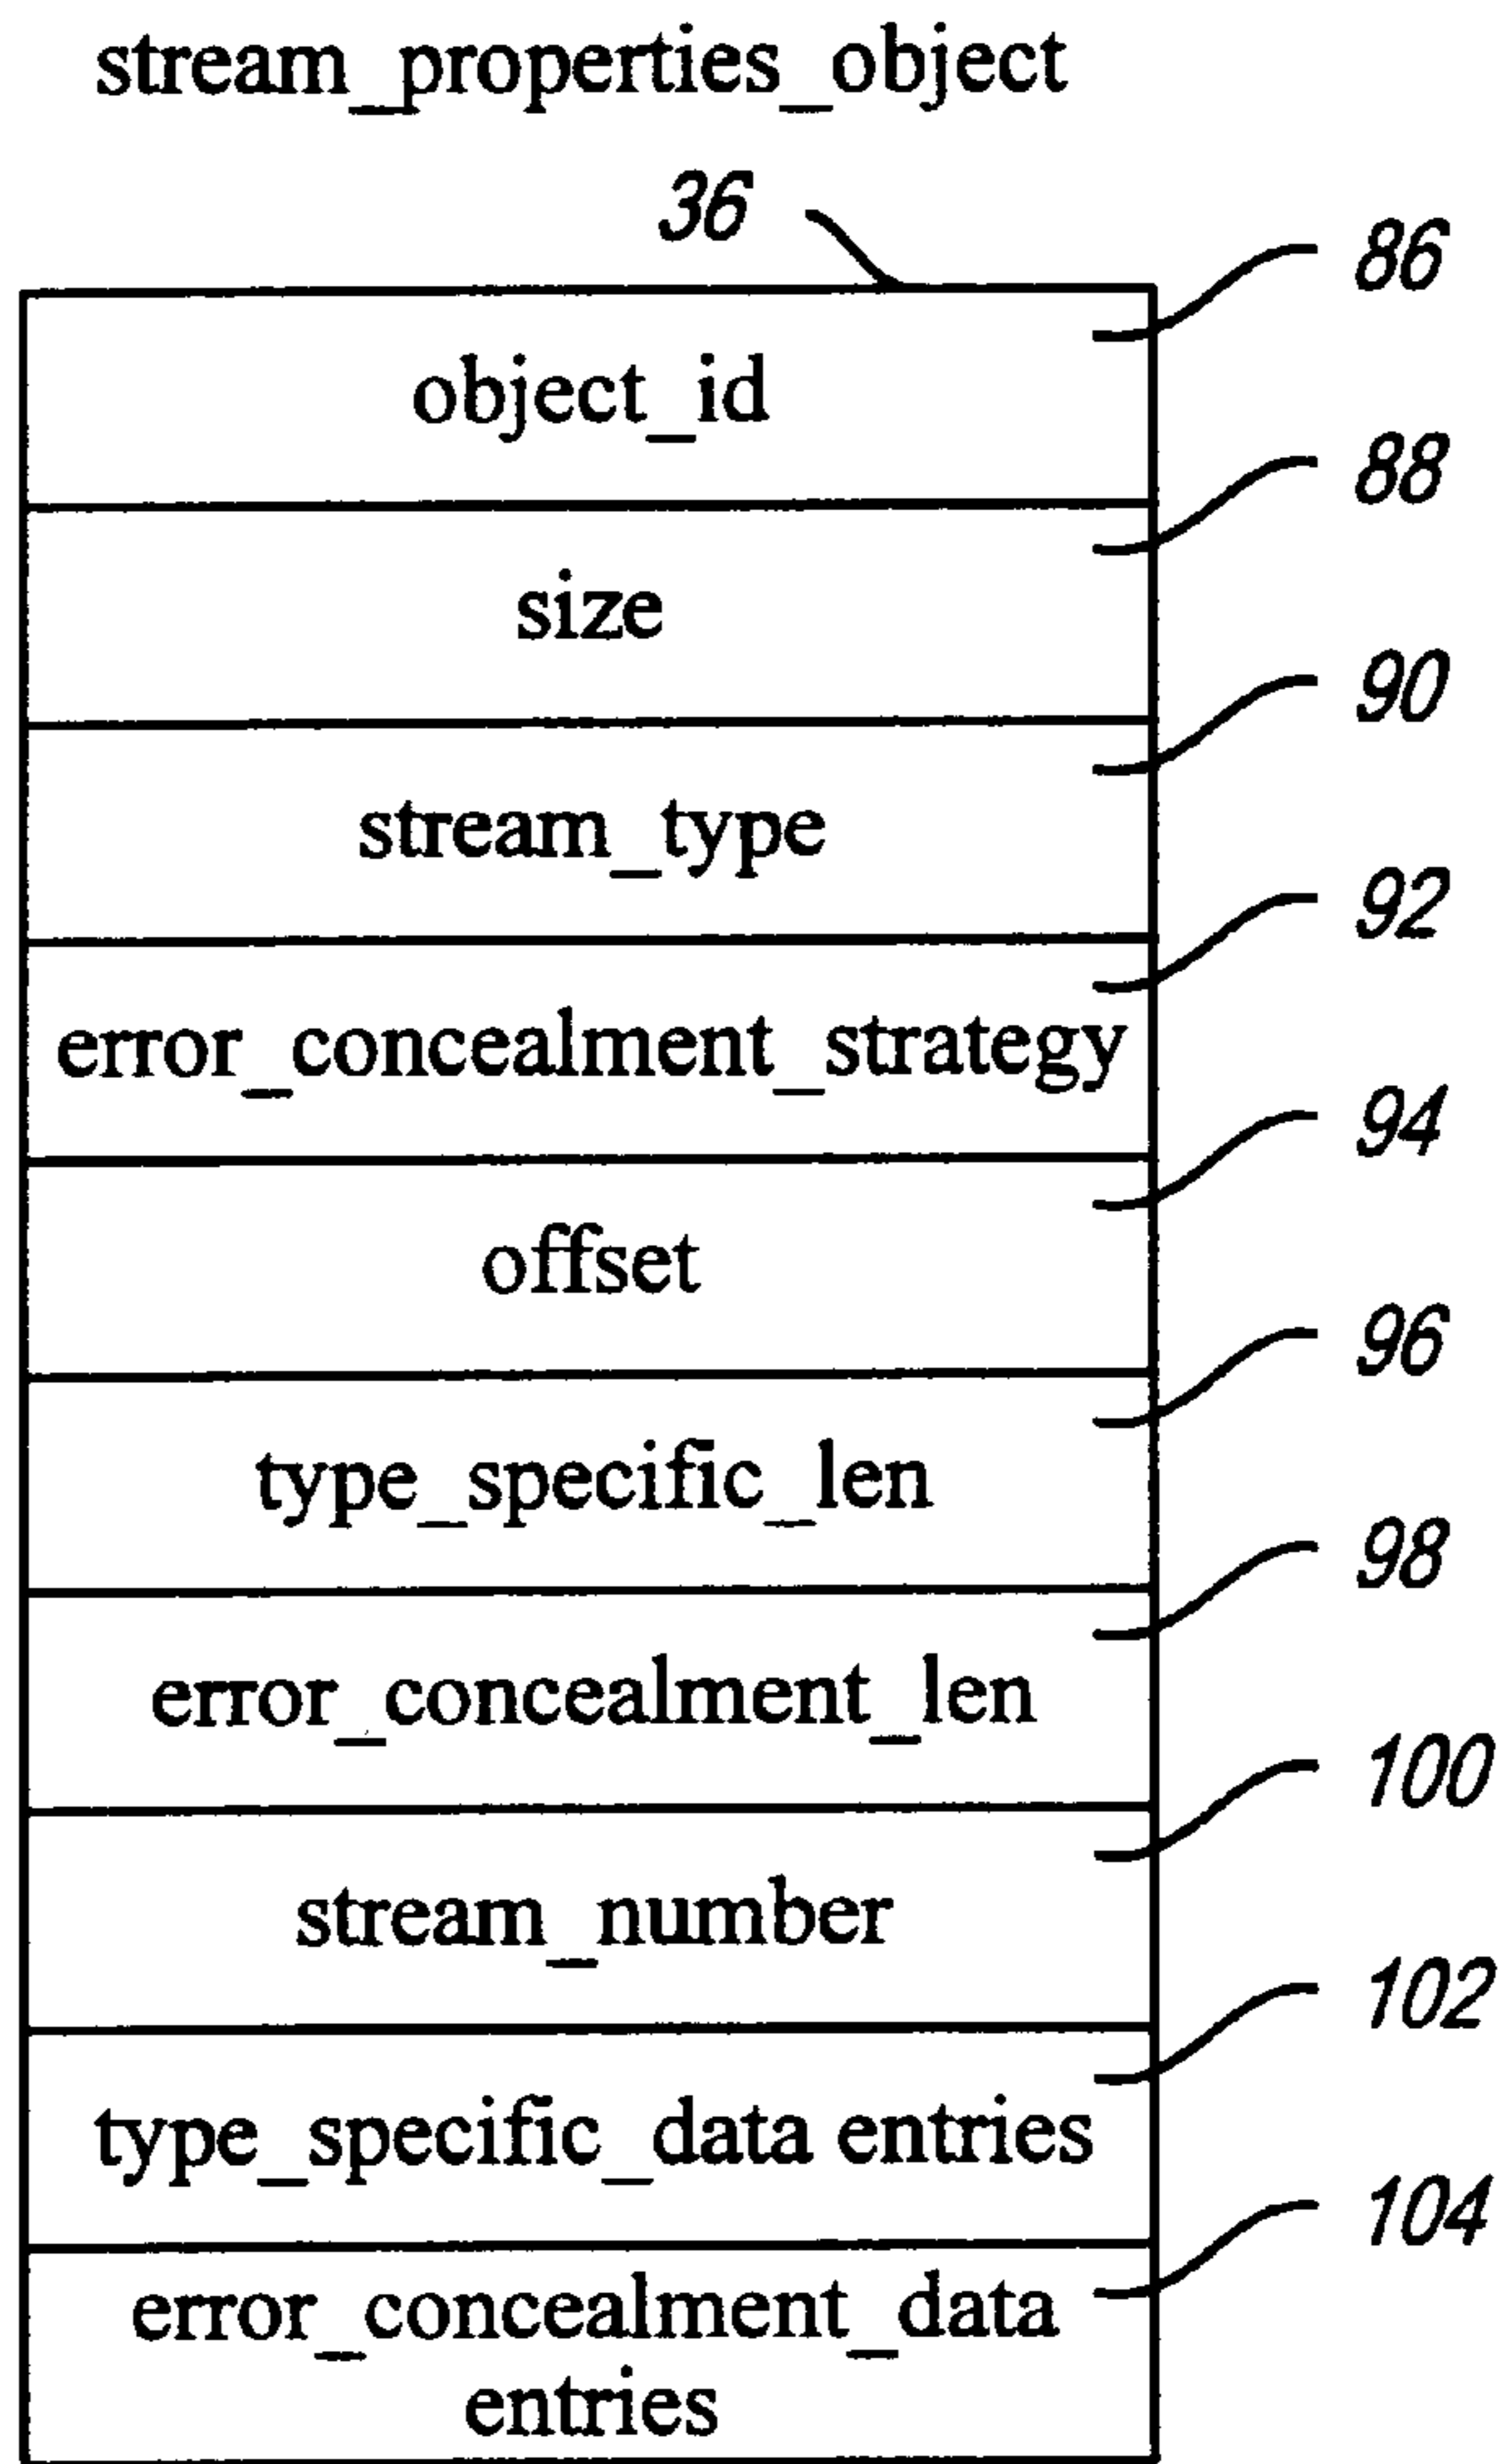 stream_properties_object
36
86
object_id
88
size
90
stream_type
92
error_concealment_strategy
94
offset
96
type_specific_len
98
error_concealment_len
100
stream_number
102
type_specific_data entries
104
error_concealment_data
entries